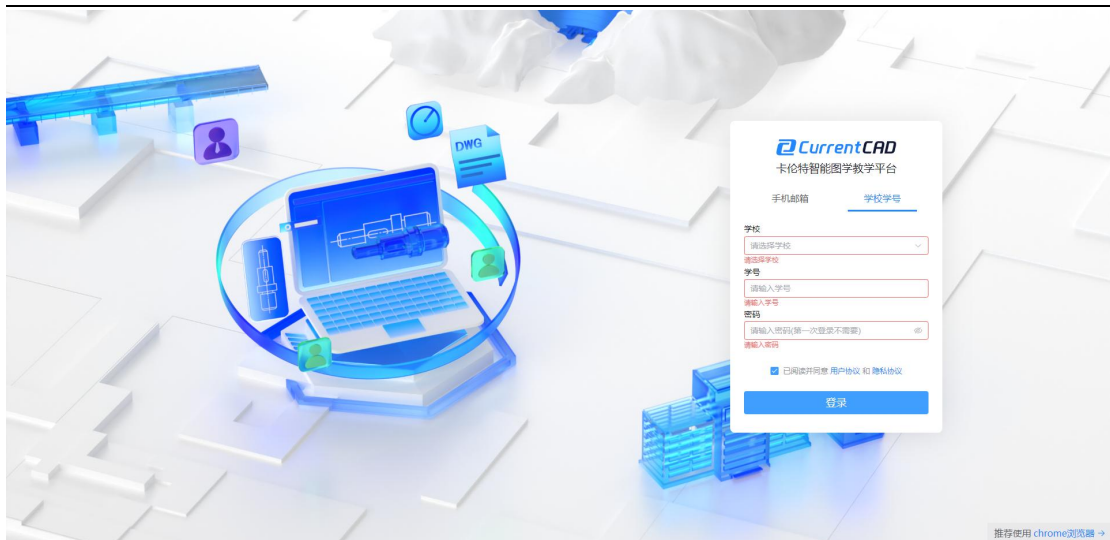 DWG
CurrentCAD
卡伦特智能图学教学平台
手机邮箱 学校学号
学校
请选择学校
请选择学校
学号
请输入学号
请输入学号
密码
请输入密码(第一次登录不需要)
请输入密码
已阅读并同意 用户协议 和 隐私协议
登录
推荐使用 chrome浏览器 →